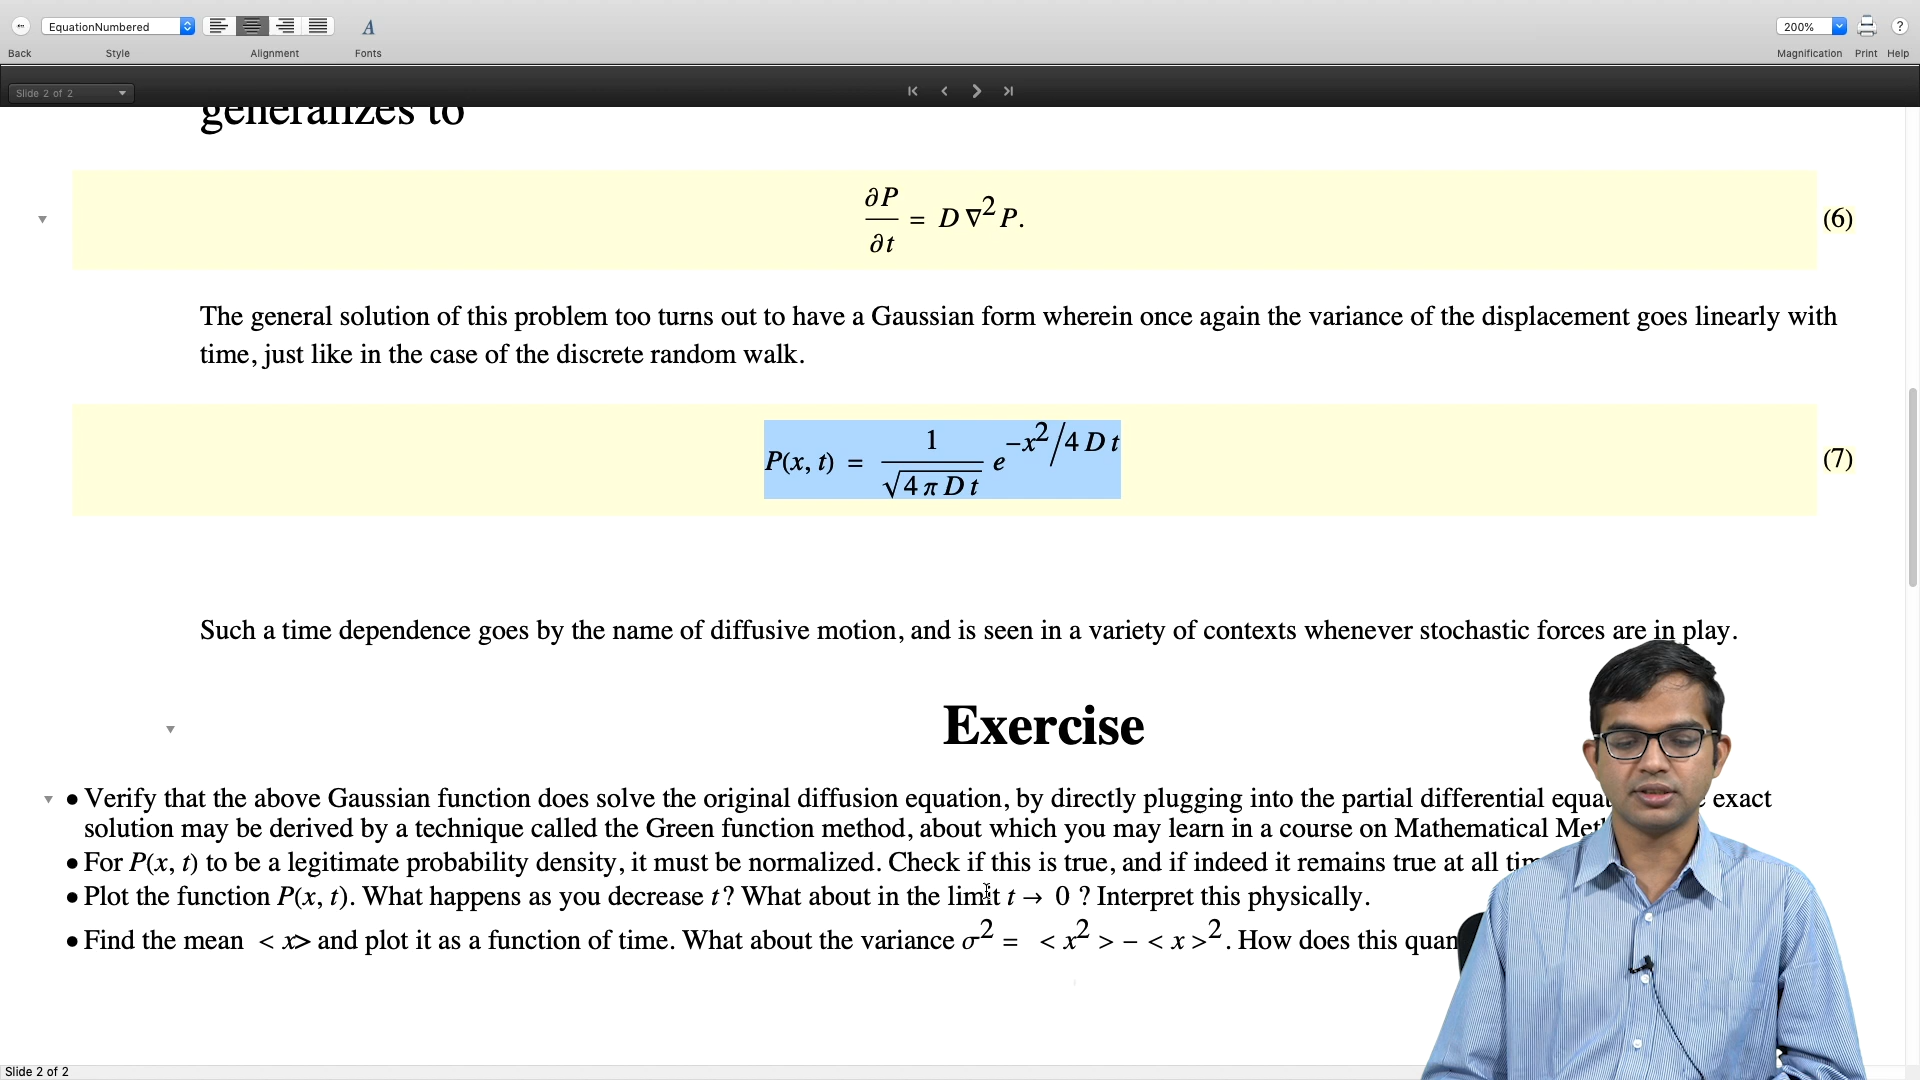 EquationNumbered
200%
Back
Style
Alignment
Fonts
Magnification
Print
Help
Slide 2 of 2
generalizes to
∂P/∂t = D ∇² P.
(6)
The general solution of this problem too turns out to have a Gaussian form wherein once again the variance of the displacement goes linearly with
time, just like in the case of the discrete random walk.
P(x, t) = 1/√(4 π D t) e^(−x²/4 D t)
(7)
Such a time dependence goes by the name of diffusive motion, and is seen in a variety of contexts whenever stochastic forces are in play.
Exercise
• Verify that the above Gaussian function does solve the original diffusion equation, by directly plugging into the partial differential exact
solution may be derived by a technique called the Green function method, about which you may learn in a course on Mathematical
• For P(x, t) to be a legitimate probability density, it must be normalized. Check if this is true, and if indeed it remains true at all
• Plot the function P(x, t). What happens as you decrease t? What about in the limit t → 0 ? Interpret this physically.
• Find the mean < x> and plot it as a function of time. What about the variance σ² = < x² > − < x >². How does this
Slide 2 of 2